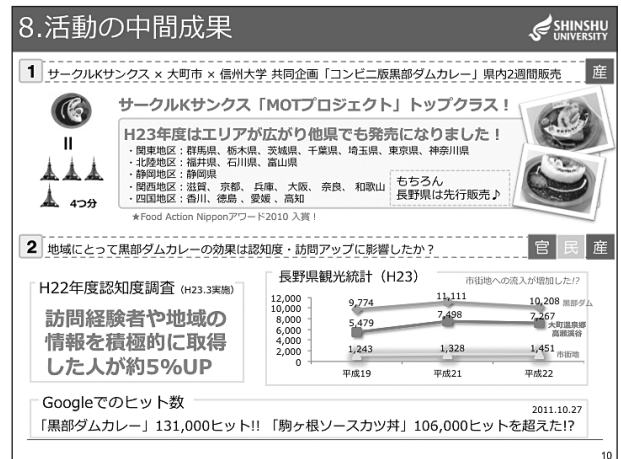 8.活動の中間成果
SHINSHU
UNIVERSITY
1 サークルKサンクス × 大町市 × 信州大学 共同企画「コンビニ版黒部ダムカレー」県内2週間販売 産
サークルKサンクス「MOTプロジェクト」トップクラス！
H23年度はエリアが広がり他県でも発売になりました！
・関東地区：群馬県、栃木県、茨城県、千葉県、埼玉県、東京県、神奈川県
・北陸地区：福井県、石川県、富山県
・静岡地区：静岡県
・関西地区：滋賀、 京都、 兵庫、 大阪、 奈良、 和歌山
・四国地区：香川、徳島 、愛媛 、高知
もちろん
長野県は先行販売♪
＝
4つ分
★Food Action Nipponアワード2010 入賞！
2 地域にとって黒部ダムカレーの効果は認知度・訪問アップに影響したか？ 官 民 産
H22年度認知度調査（H23.3実施）
訪問経験者や地域の
情報を積極的に取得
した人が約5%UP
長野県観光統計（H23）
市街地への流入が増加した!?
12,000
10,000
8,000
6,000
4,000
2,000
0
9,774 11,111 10,208 黒部ダム
5,479 7,498 7,267 大町温泉郷
高瀬渓谷
1,243 1,328 1,451 市街地
平成19 平成21 平成22
Googleでのヒット数
2011.10.27
「黒部ダムカレー」131,000ヒット!! 「駒ヶ根ソースカツ丼」106,000ヒットを超えた!?
10